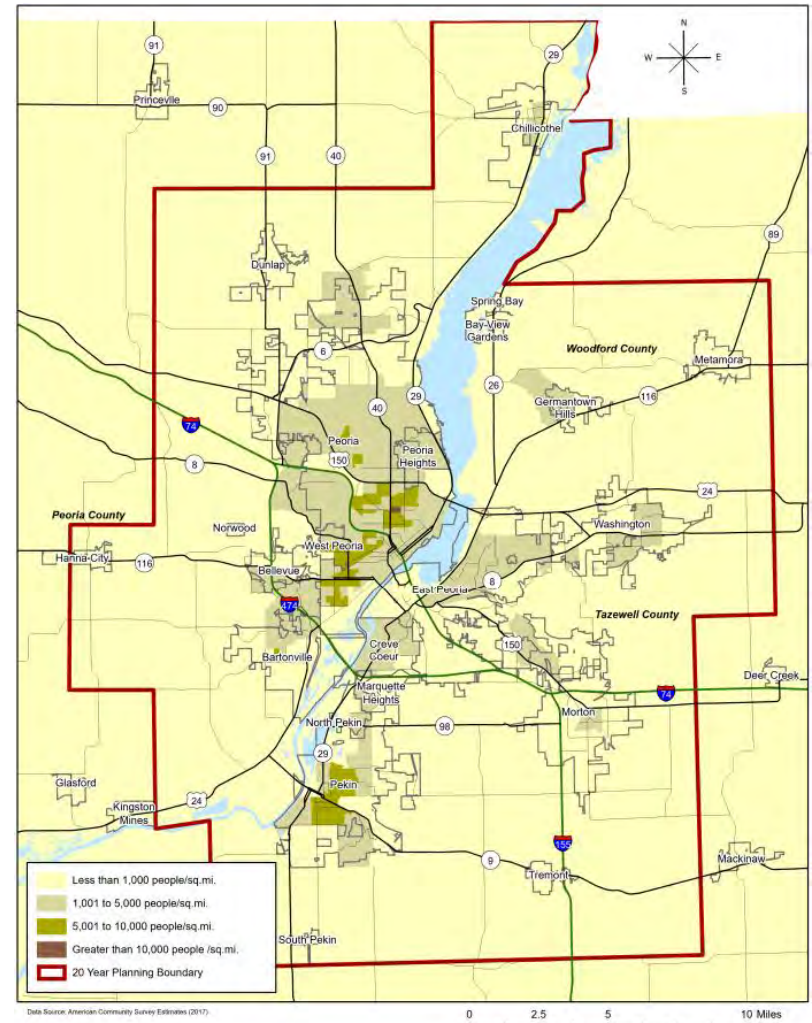 N
W E
S
91
29
Princeville
90
Chillicothe
91
40
89
Dunlap
Spring Bay
Bay-View
Gardens
Woodford County
6
Metamora
26
29
40
116
Germantown
Hills
74
Peoria
150
Peoria
Heights
8
24
Peoria County
Norwood
Washington
West Peoria
Hanna-City
116
Bellevue
8
East Peoria
474
Tazewell County
Creve
Coeur
150
Bartonville
Deer Creek
Marquette
Heights
74
Morton
North Pekin
98
29
Glasford
Pekin
24
Kingston
Mines
155
9
Mackinaw
Tremont
Less than 1,000 people/sq.mi.
1,001 to 5,000 people/sq.mi.
5,001 to 10,000 people/sq.mi.
Greater than 10,000 people /sq.mi.
20 Year Planning Boundary
South Pekin
Data Source: American Community Survey Estimates (2017)
0 2.5 5 10 Miles